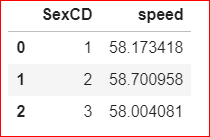 SexCD speed
0 1 58.173418
1 2 58.700958
2 3 58.004081